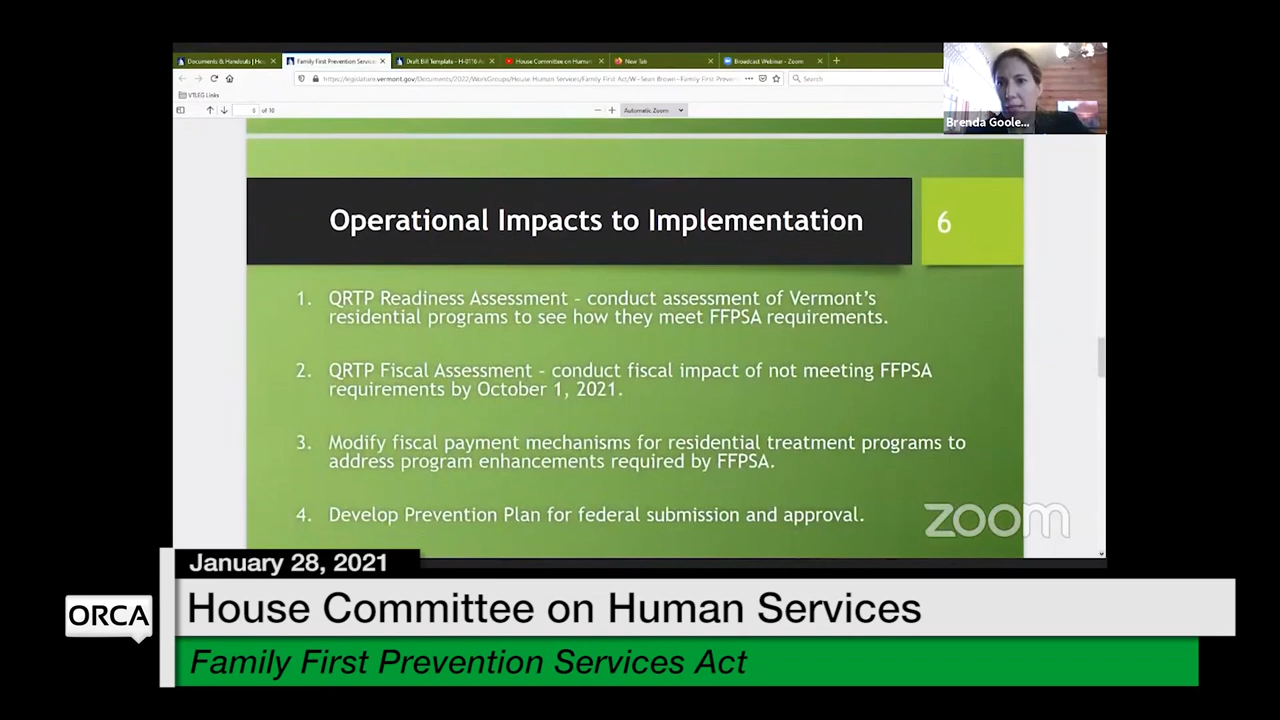 Documents & Handouts | Ho
Family First Prevention Service
Draft Bill Template - H-0110 A
House Committee on Human
New Tab
Broadcast Webinar - Zoom
https://legislature.vermont.gov/Documents/2022/WorkGroups/House Human Services/Family First Act/W~Sean Brown~Family First Preven
Search
VTLEG Links
6 of 10
Automatic Zoom
Brenda Goole...
Operational Impacts to Implementation
6
1. QRTP Readiness Assessment - conduct assessment of Vermont's
residential programs to see how they meet FFPSA requirements.
2. QRTP Fiscal Assessment - conduct fiscal impact of not meeting FFPSA
requirements by October 1, 2021.
3. Modify fiscal payment mechanisms for residential treatment programs to
address program enhancements required by FFPSA.
4. Develop Prevention Plan for federal submission and approval.
zoom
January 28, 2021
ORCA
House Committee on Human Services
Family First Prevention Services Act